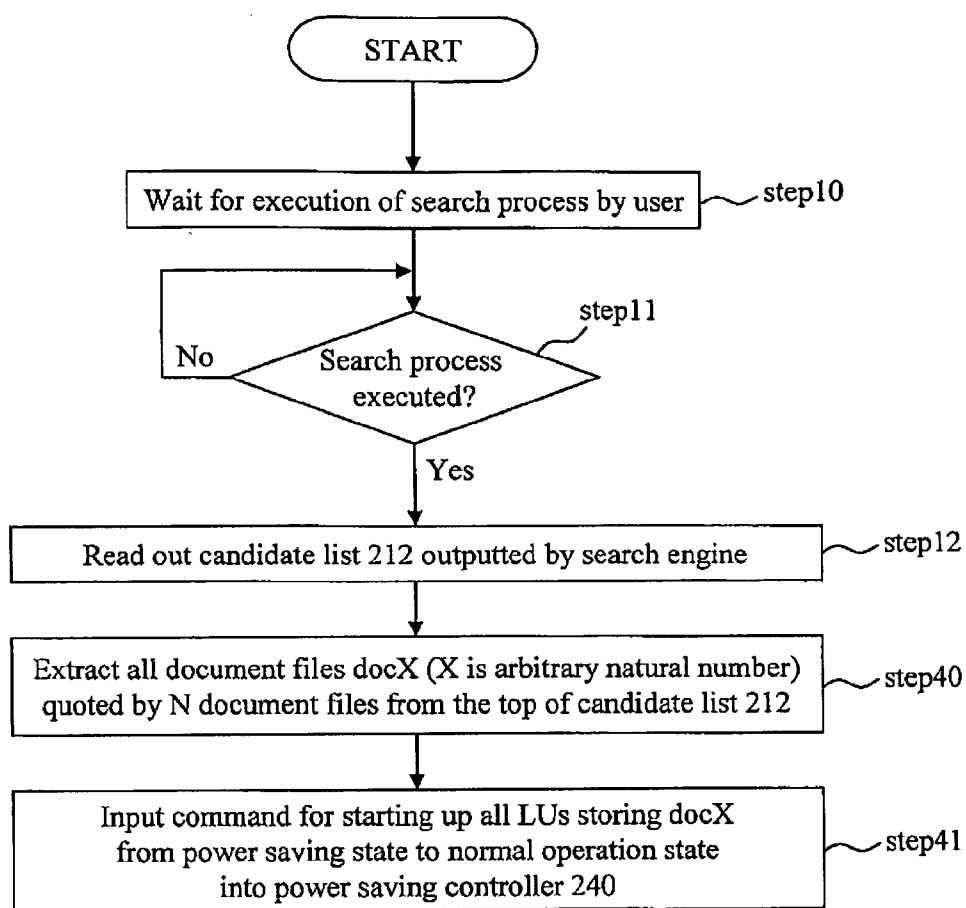 START
Wait for execution of search process by user
step10
step11
No
Search process
executed?
Yes
Read out candidate list 212 outputted by search engine
step12
Extract all document files docX (X is arbitrary natural number)
quoted by N document files from the top of candidate list 212
step40
Input command for starting up all LUs storing docX
from power saving state to normal operation state
into power saving controller 240
step41